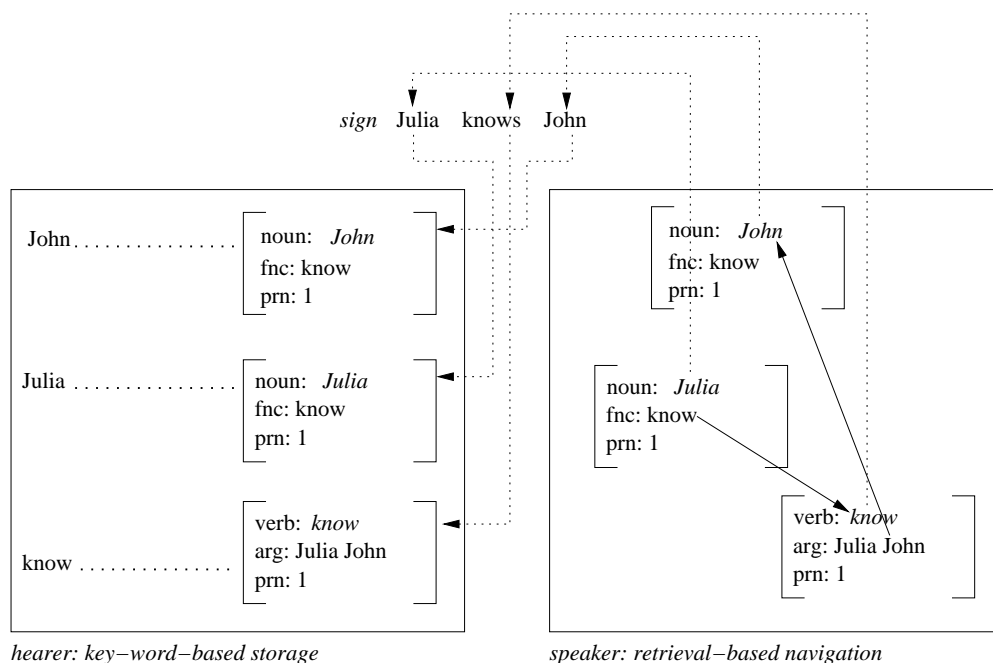 sign Julia knows John
John . . . . . . . . . . . . . .
noun: John
fnc: know
prn: 1
Julia . . . . . . . . . . . . . .
noun: Julia
fnc: know
prn: 1
know . . . . . . . . . . . . .
verb: know
arg: Julia John
prn: 1
hearer: key–word–based storage
noun: John
fnc: know
prn: 1
noun: Julia
fnc: know
prn: 1
verb: know
arg: Julia John
prn: 1
speaker: retrieval–based navigation